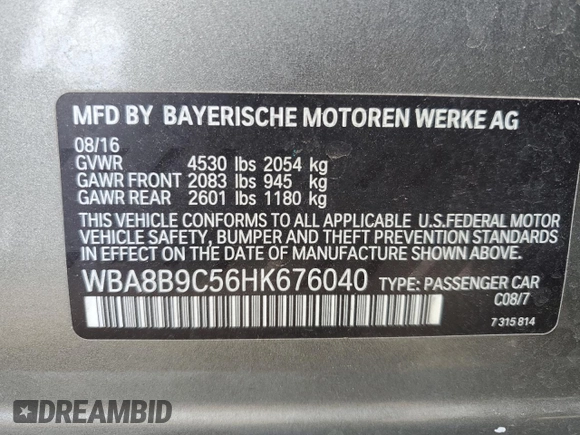 MFD BY BAYERISCHE MOTOREN WERKE AG
08/16
GVWR 4530 lbs 2054 kg
GAWR FRONT 2083 lbs 945 kg
GAWR REAR 2601 lbs 1180 kg
THIS VEHICLE CONFORMS TO ALL APPLICABLE U.S.FEDERAL MOTOR
VEHICLE SAFETY, BUMPER AND THEFT PREVENTION STANDARDS
IN EFFECT ON THE DATE OF MANUFACTURE SHOWN ABOVE.
WBA8B9C56HK676040 TYPE: PASSENGER CAR
C08/7
7 315 814
DREAMBID